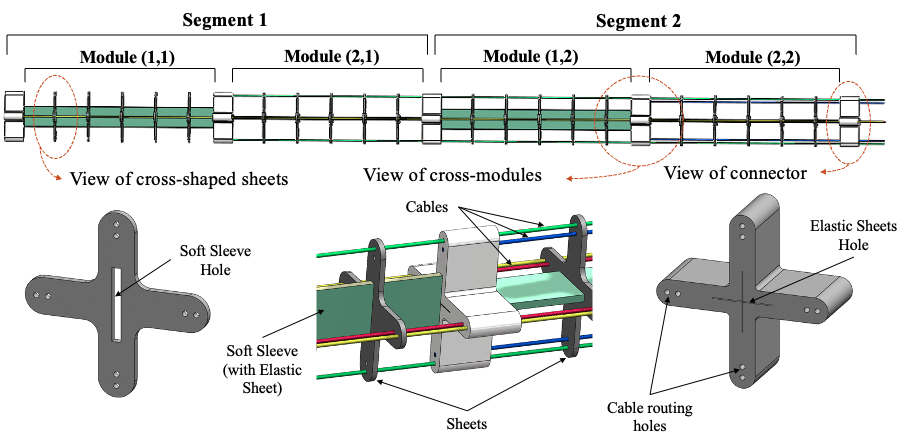 Segment 1
Segment 2
Module (1,1)
Module (2,1)
Module (1,2)
Module (2,2)
View of cross-shaped sheets
View of cross-modules
View of connector
Soft Sleeve
Hole
Cables
Elastic Sheets
Hole
Soft Sleeve
(with Elastic
Sheet)
Sheets
Cable routing
holes